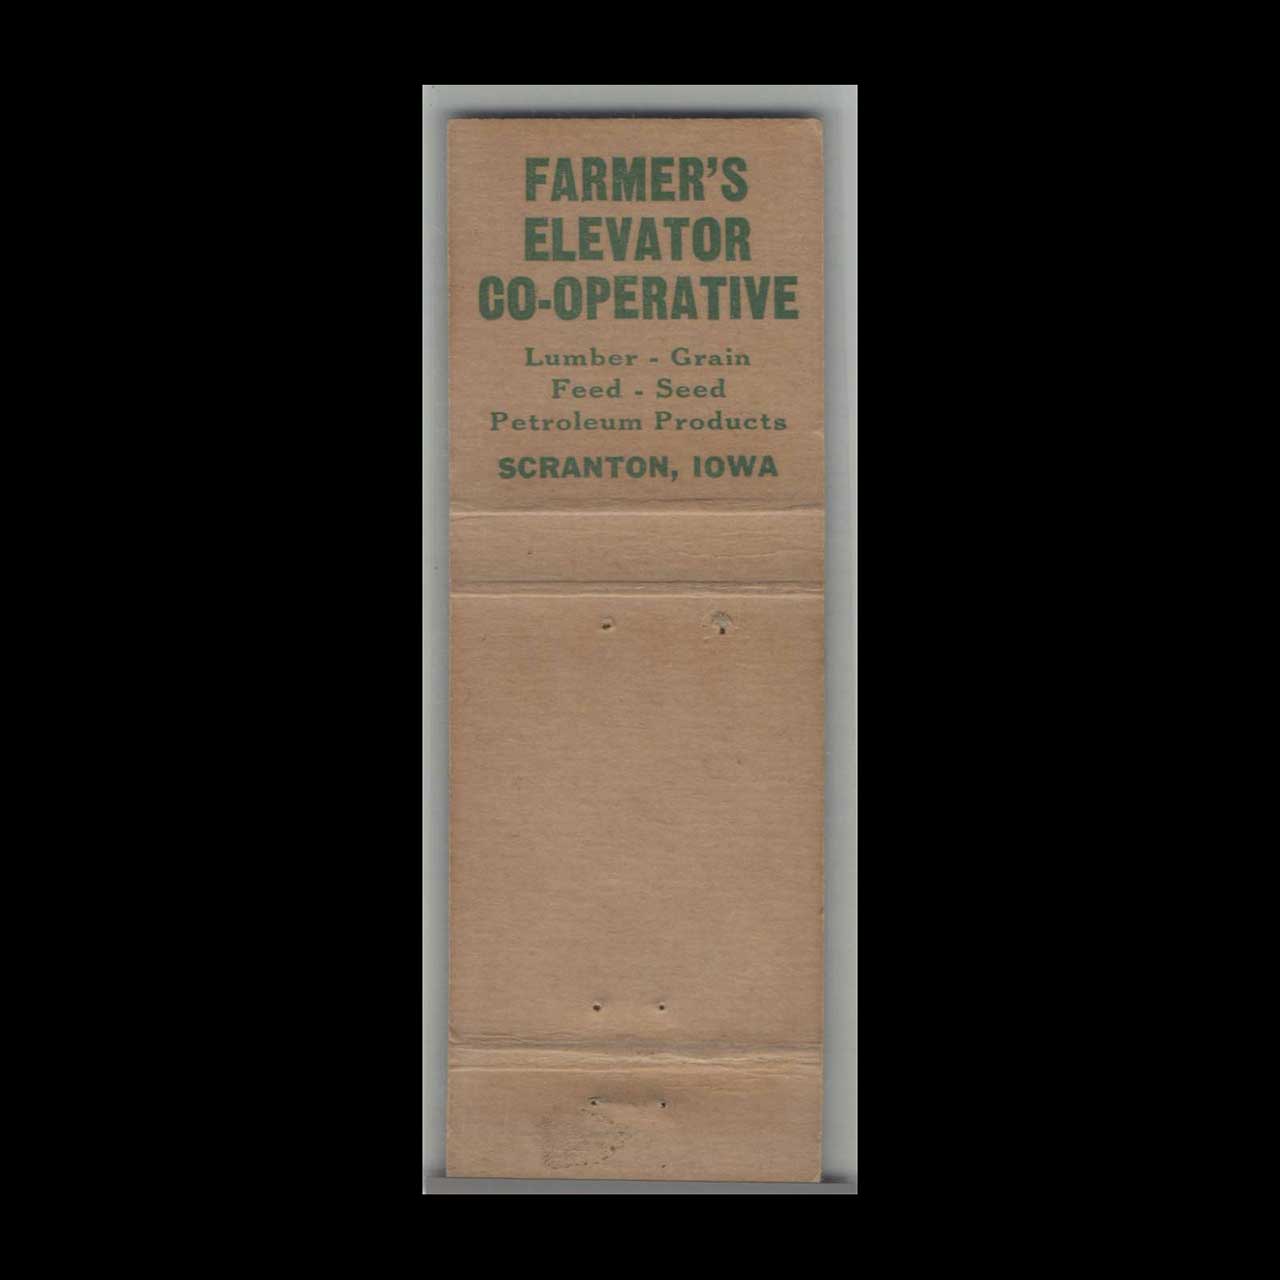 FARMER'S
ELEVATOR
CO-OPERATIVE
Lumber - Grain
Feed - Seed
Petroleum Products
SCRANTON, IOWA